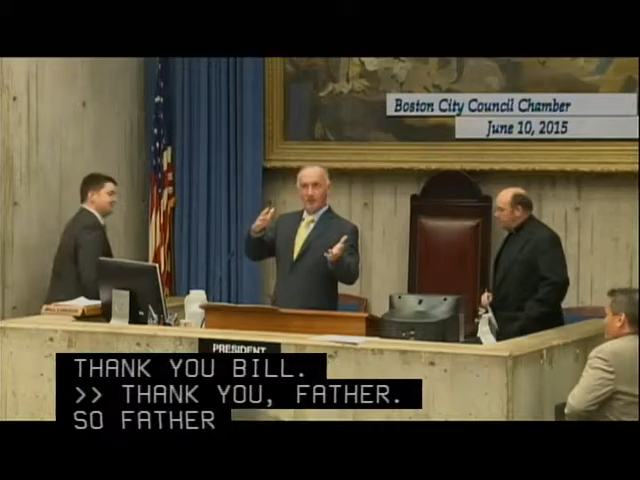 Boston City Council Chamber
June 10, 2015
PRESIDENT
THANK YOU BILL.
>> THANK YOU, FATHER.
SO FATHER